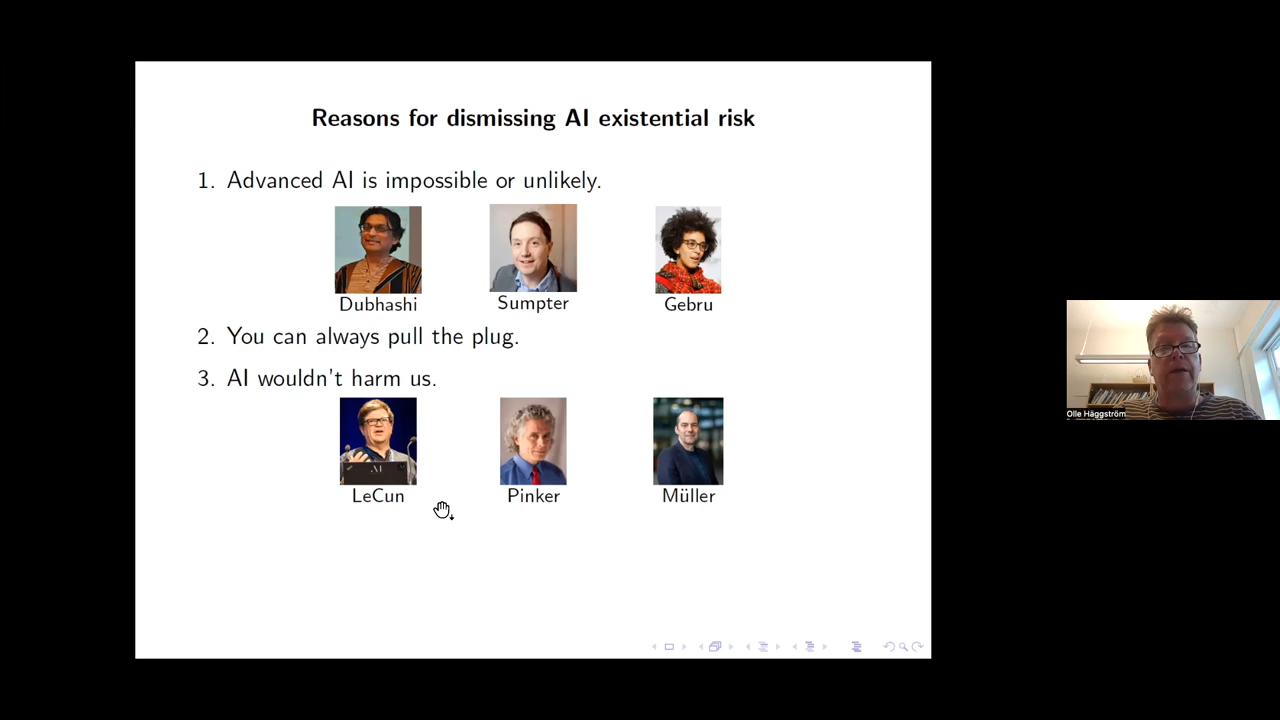 Reasons for dismissing AI existential risk
1. Advanced AI is impossible or unlikely.
Dubhashi Sumpter Gebru
2. You can always pull the plug.
3. AI wouldn't harm us.
AI
LeCun Pinker Müller
Olle Häggström